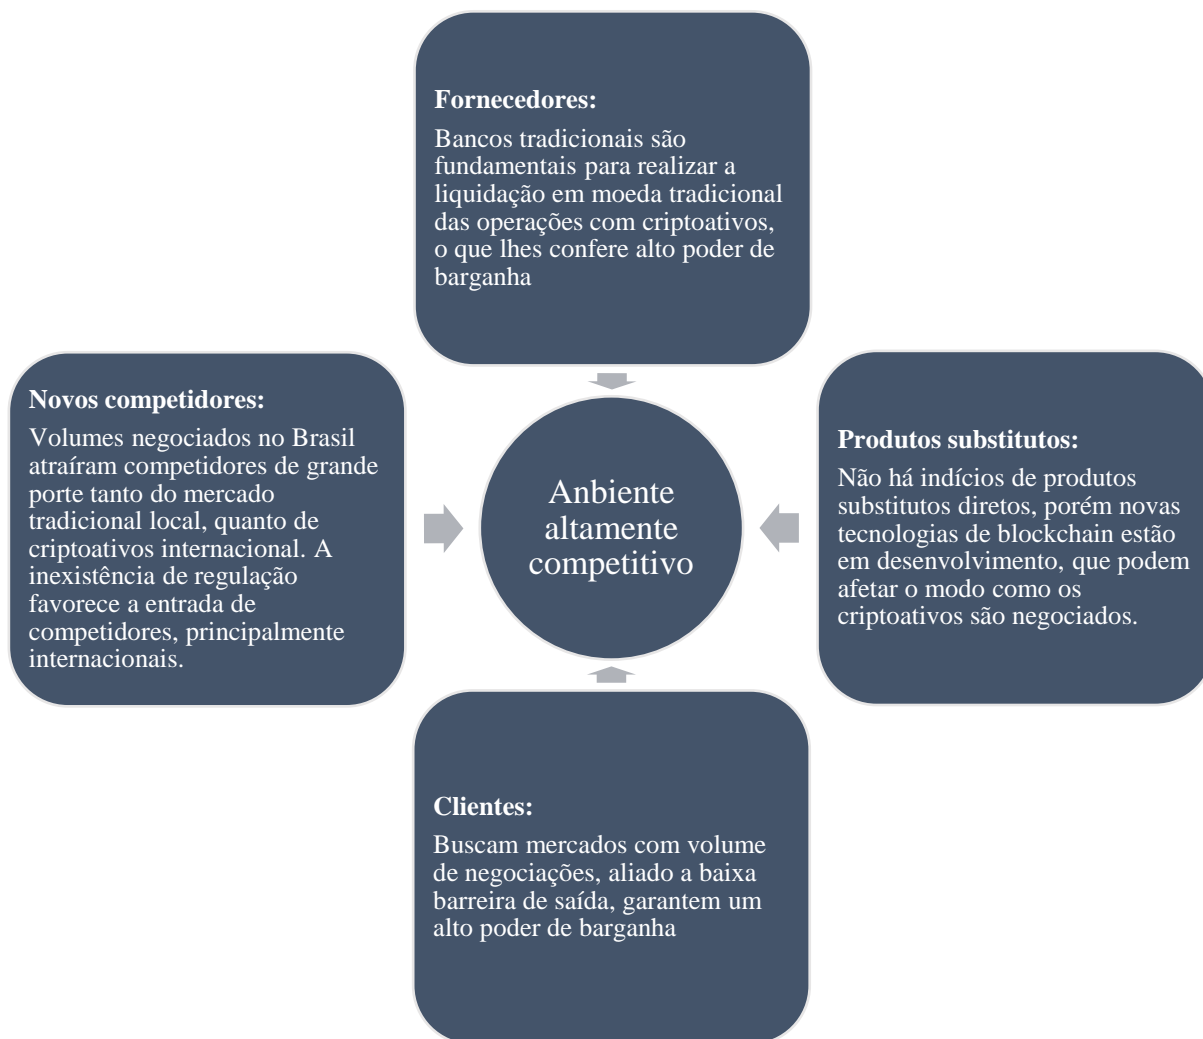 Fornecedores:
Bancos tradicionais são
fundamentais para realizar a
liquidação em moeda tradicional
das operações com criptoativos,
o que lhes confere alto poder de
barganha
Novos competidores:
Volumes negociados no Brasil
atraíram competidores de grande
porte tanto do mercado
tradicional local, quanto de
criptoativos internacional. A
inexistência de regulação
favorece a entrada de
competidores, principalmente
internacionais.
Anbiente
altamente
competitivo
Produtos substitutos:
Não há indícios de produtos
substitutos diretos, porém novas
tecnologias de blockchain estão
em desenvolvimento, que podem
afetar o modo como os
criptoativos são negociados.
Clientes:
Buscam mercados com volume
de negociações, aliado a baixa
barreira de saída, garantem um
alto poder de barganha